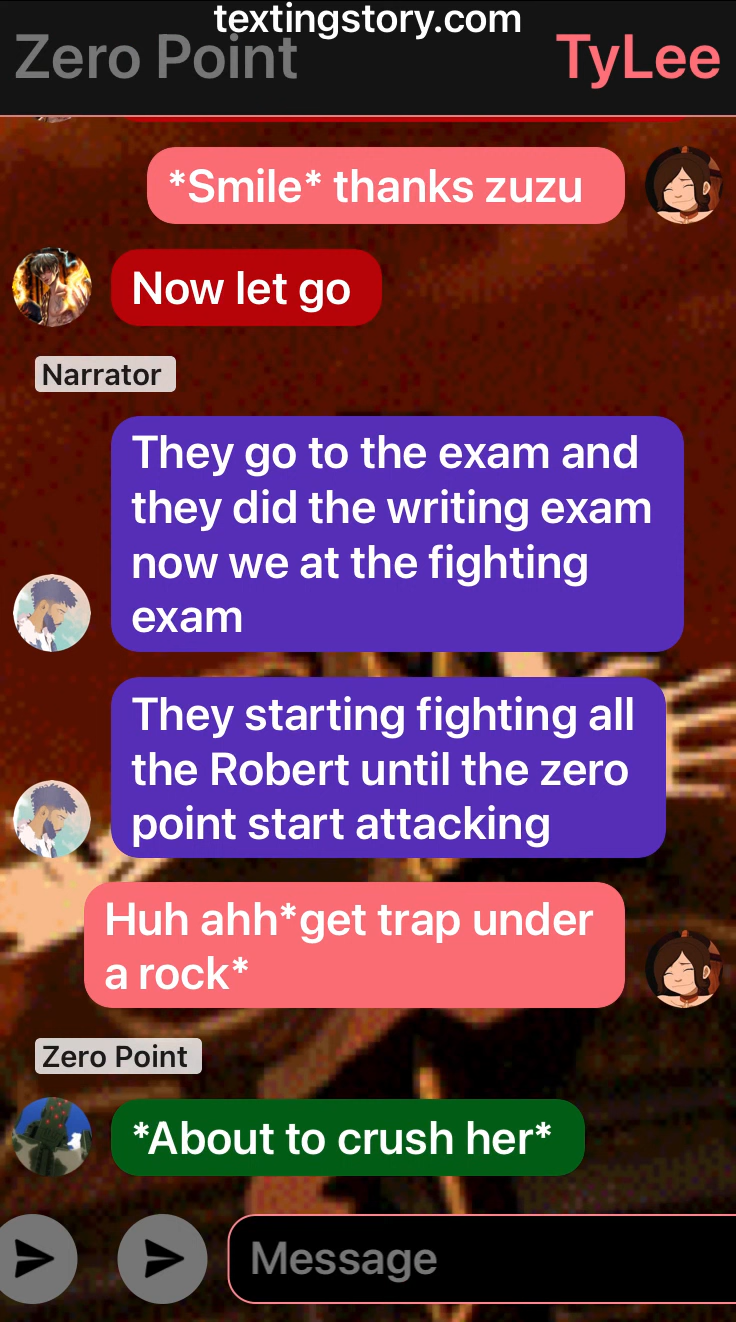 textingstory.com
Zero Point
TyLee
*Smile* thanks zuzu
Now let go
Narrator
They go to the exam and
they did the writing exam
now we at the fighting
exam
They starting fighting all
the Robert until the zero
point start attacking
Huh ahh*get trap under
a rock*
Zero Point
*About to crush her*
Message